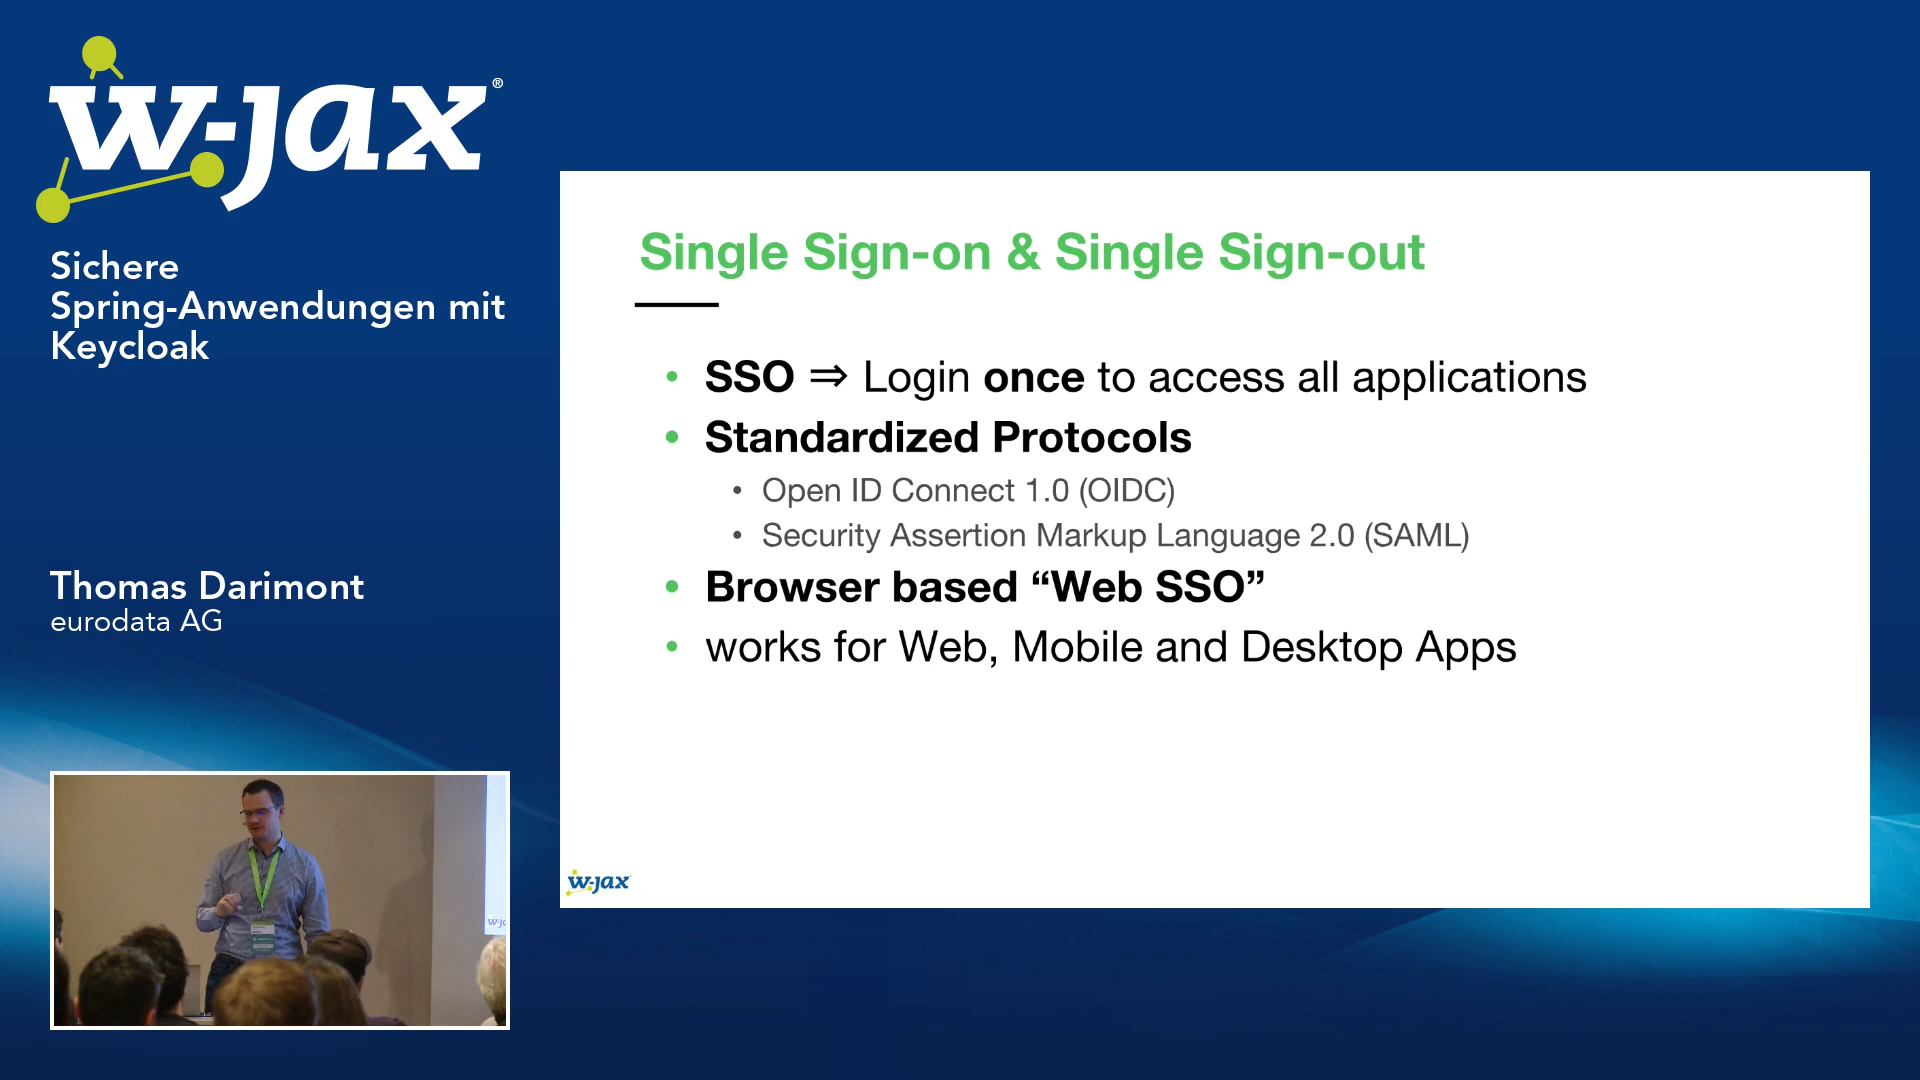 w-jax®
Sichere
Spring-Anwendungen mit
Keycloak
Thomas Darimont
eurodata AG
Single Sign-on & Single Sign-out
• SSO ⇒ Login once to access all applications
• Standardized Protocols
• Open ID Connect 1.0 (OIDC)
• Security Assertion Markup Language 2.0 (SAML)
• Browser based “Web SSO”
• works for Web, Mobile and Desktop Apps
w-jax